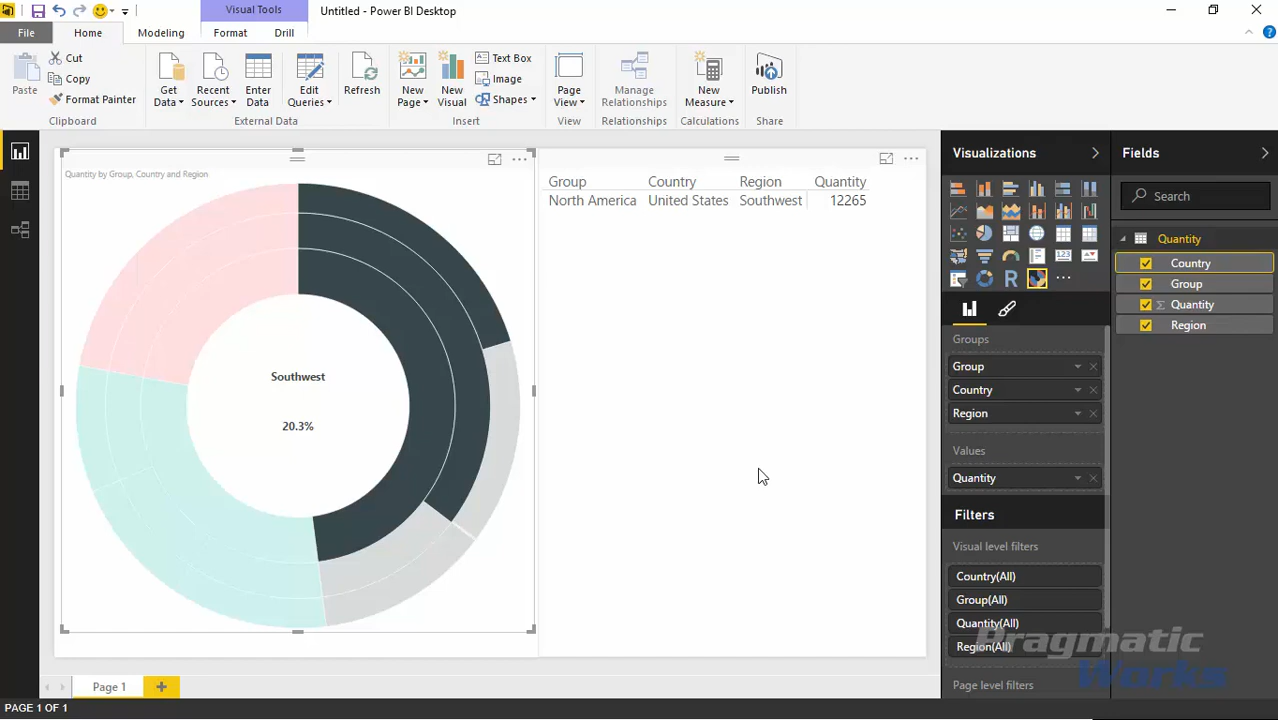 Visual Tools
Untitled - Power BI Desktop
File
Home
Modeling
Format
Drill
Paste
Cut
Copy
Format Painter
Clipboard
Get Data
Recent Sources
Enter Data
Edit Queries
Refresh
External Data
New Page
New Visual
Text Box
Image
Shapes
Insert
Page View
View
Manage Relationships
Relationships
New Measure
Calculations
Publish
Share
Quantity by Group, Country and Region
Southwest
20.3%
Group Country Region Quantity
North America United States Southwest 12265
Visualizations
123
R
Groups
Group
Country
Region
Values
Quantity
Filters
Visual level filters
Country(All)
Group(All)
Quantity(All)
Region(All)
Page level filters
Fields
Search
Quantity
Country
Group
Σ Quantity
Region
Pragmatic
Works
Page 1
PAGE 1 OF 1